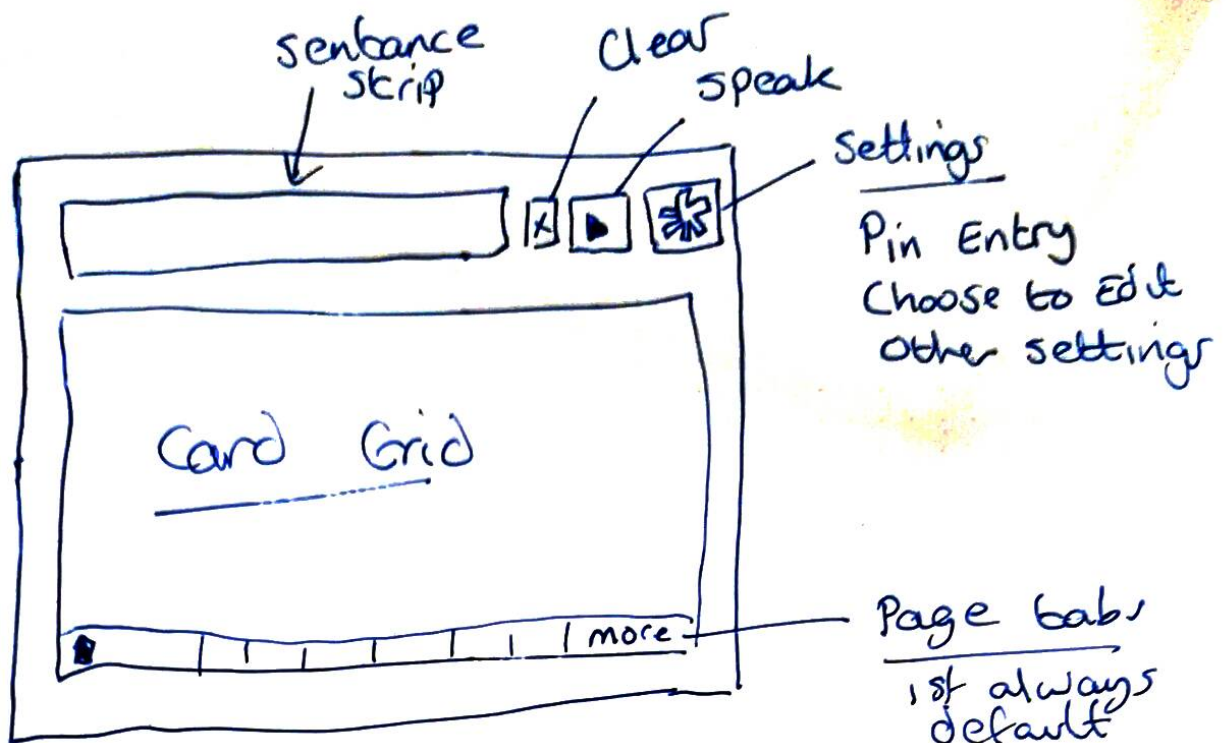 sentance
strip
Clear
speak
Settings
Pin Entry
Choose to Edit
other settings
X
Card Grid
more
Page tabs
1st always
default